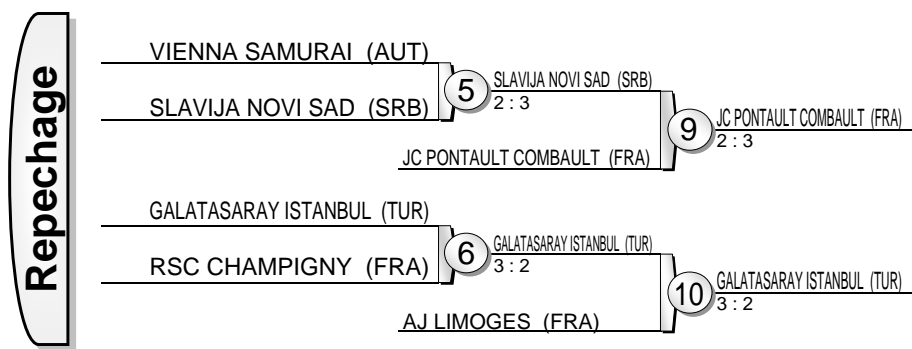 Repechage
VIENNA SAMURAI (AUT)
SLAVIJA NOVI SAD (SRB)
5
SLAVIJA NOVI SAD (SRB)
2 : 3
JC PONTAULT COMBAULT (FRA)
9
JC PONTAULT COMBAULT (FRA)
2 : 3
GALATASARAY ISTANBUL (TUR)
RSC CHAMPIGNY (FRA)
6
GALATASARAY ISTANBUL (TUR)
3 : 2
AJ LIMOGES (FRA)
10
GALATASARAY ISTANBUL (TUR)
3 : 2